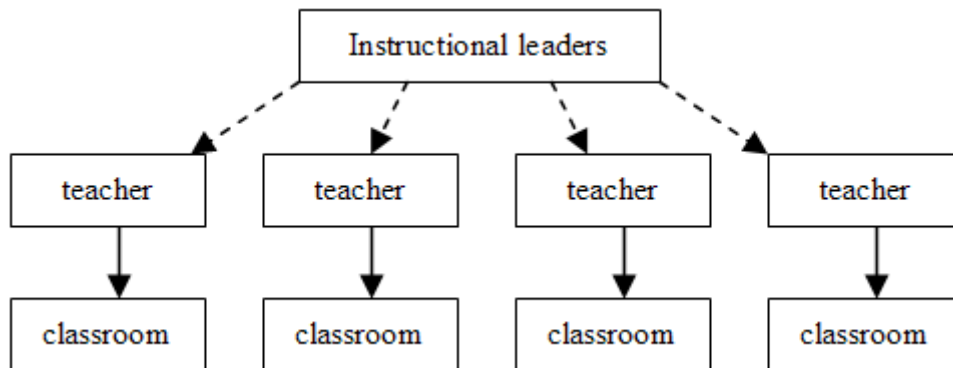 Instructional leaders
teacher
teacher
teacher
teacher
classroom
classroom
classroom
classroom